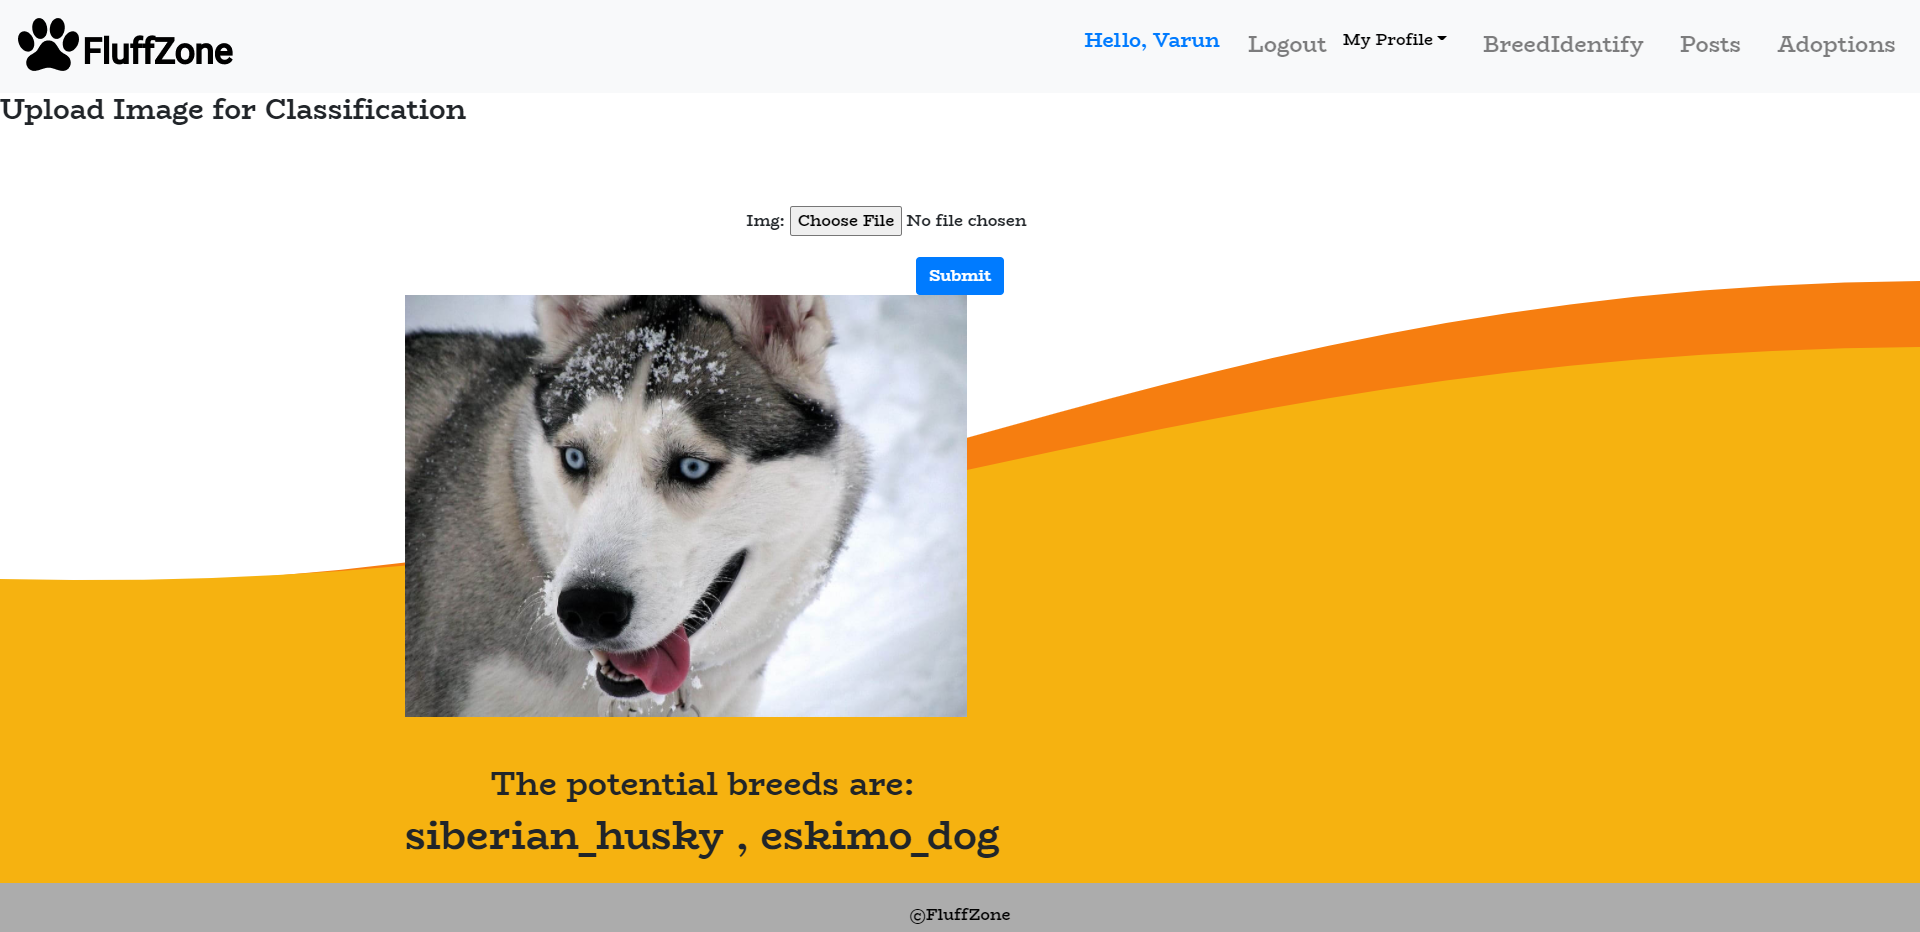 FluffZone
Hello, Varun Logout My Profile BreedIdentify Posts Adoptions
Upload Image for Classification
Img: Choose File No file chosen
Submit
The potential breeds are:
siberian_husky , eskimo_dog
©FluffZone